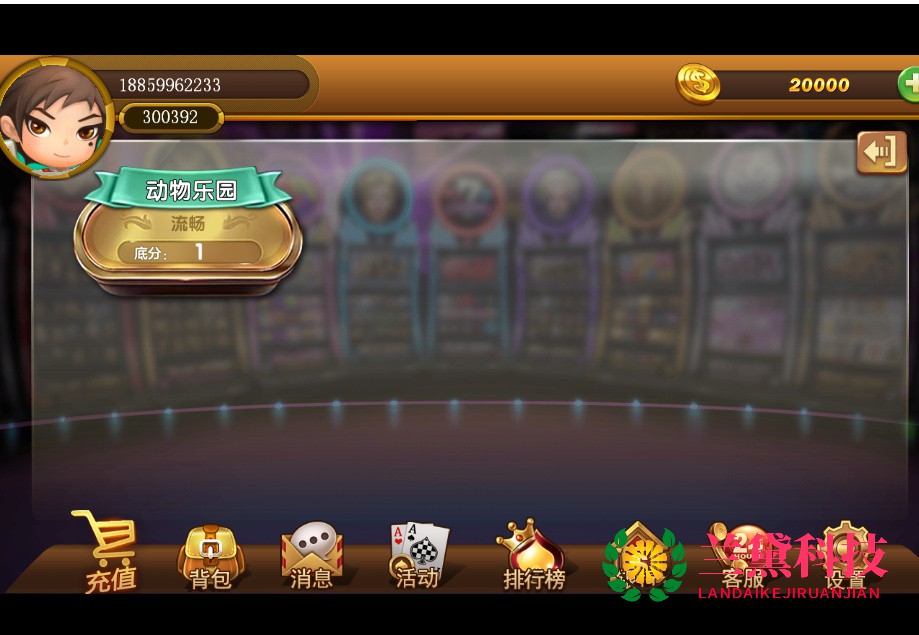 18859962233
20000
300392
动物乐园
流畅
底分: 1
充值
背包
消息
活动
排行榜
客服
设置
兰黛科技
LANDAIKEJIRUANJIAN